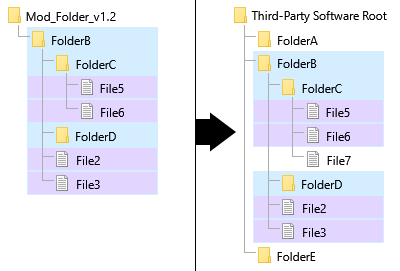 Mod_Folder_v1.2
FolderB
FolderC
File5
File6
FolderD
File2
File3
Third-Party Software Root
FolderA
FolderB
FolderC
File5
File6
File7
FolderD
File2
File3
FolderE